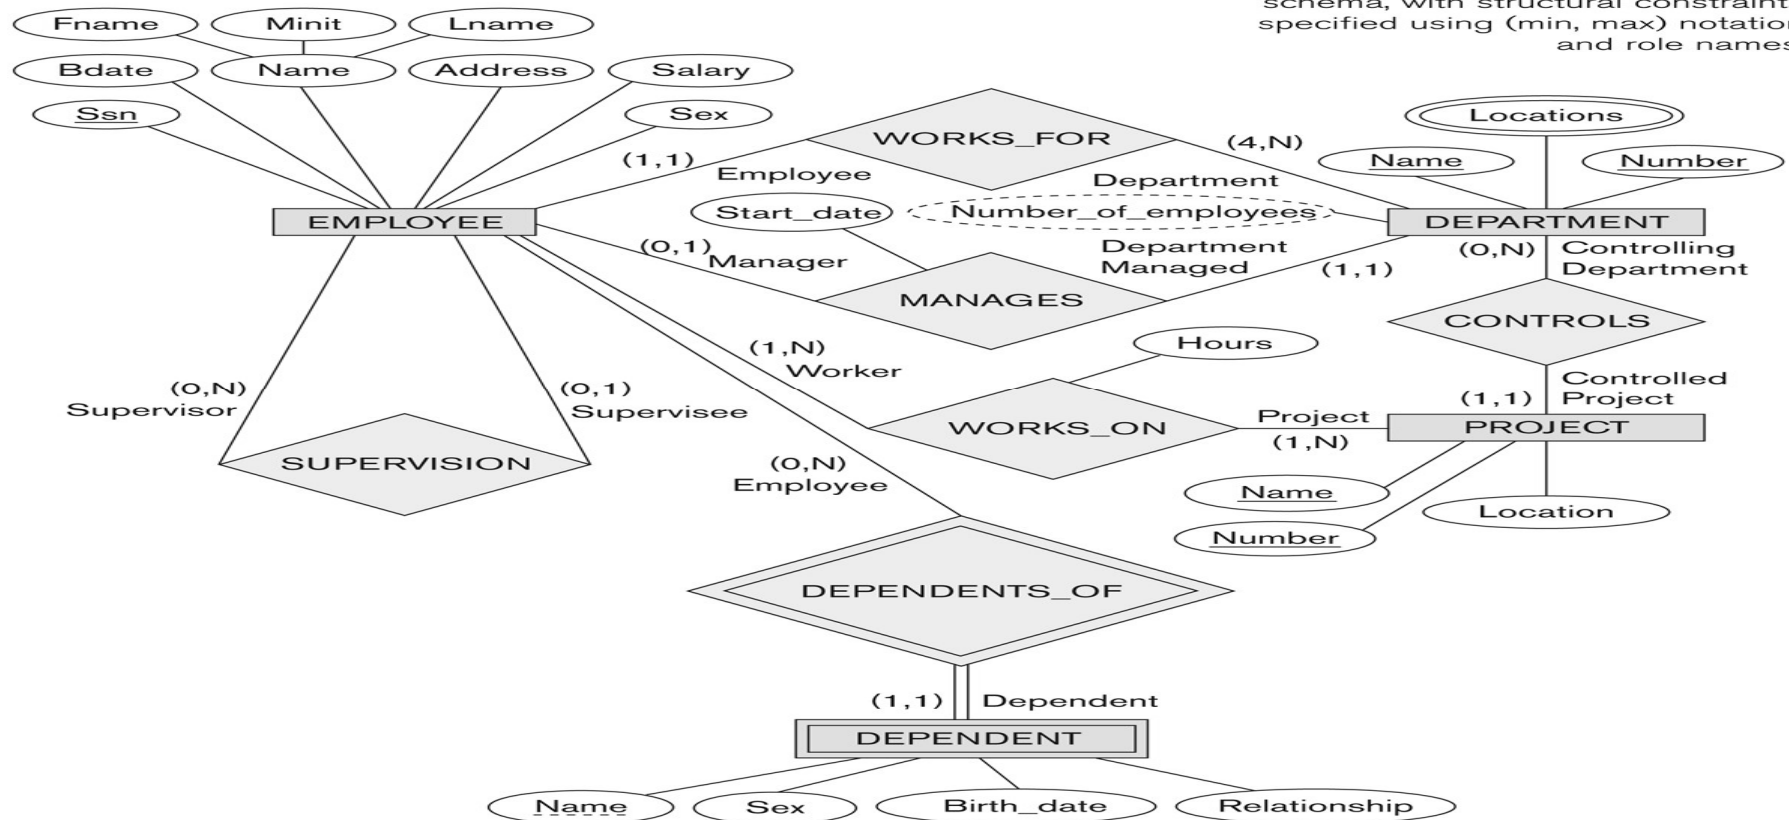 schema, with structural constraint
specified using (min, max) notation
and role names
Fname
Minit
Lname
Bdate
Name
Address
Salary
Ssn
Sex
WORKS_FOR
(1,1)
Employee
(4,N)
Department
Locations
Name
Number
EMPLOYEE
Start_date
Number_of_employees
DEPARTMENT
(0,1)
Manager
Department
Managed
(1,1)
MANAGES
(0,N)
Controlling
Department
CONTROLS
Hours
(1,N)
Worker
(0,N)
Supervisor
(0,1)
Supervisee
Controlled
Project
(1,1)
PROJECT
WORKS_ON
Project
(1,N)
SUPERVISION
(0,N)
Employee
Name
Number
Location
DEPENDENTS_OF
(1,1)
Dependent
DEPENDENT
Name
Sex
Birth_date
Relationship